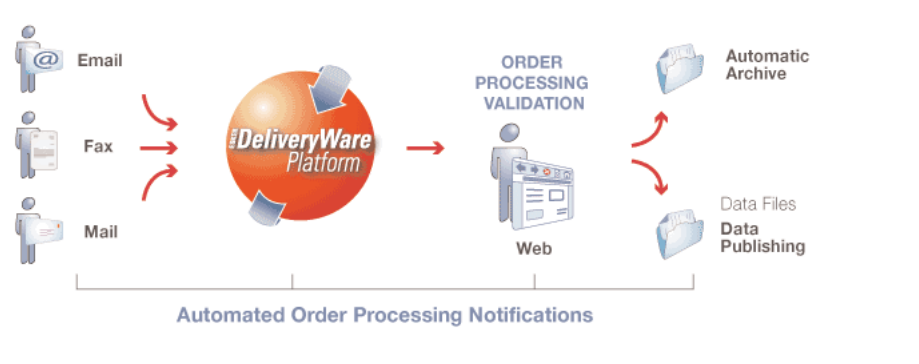 Email
Fax
Mail
@
DeliveryWare
Platform
ORDER
PROCESSING
VALIDATION
Web
Automatic
Archive
Data Files
Data
Publishing
Automated Order Processing Notifications